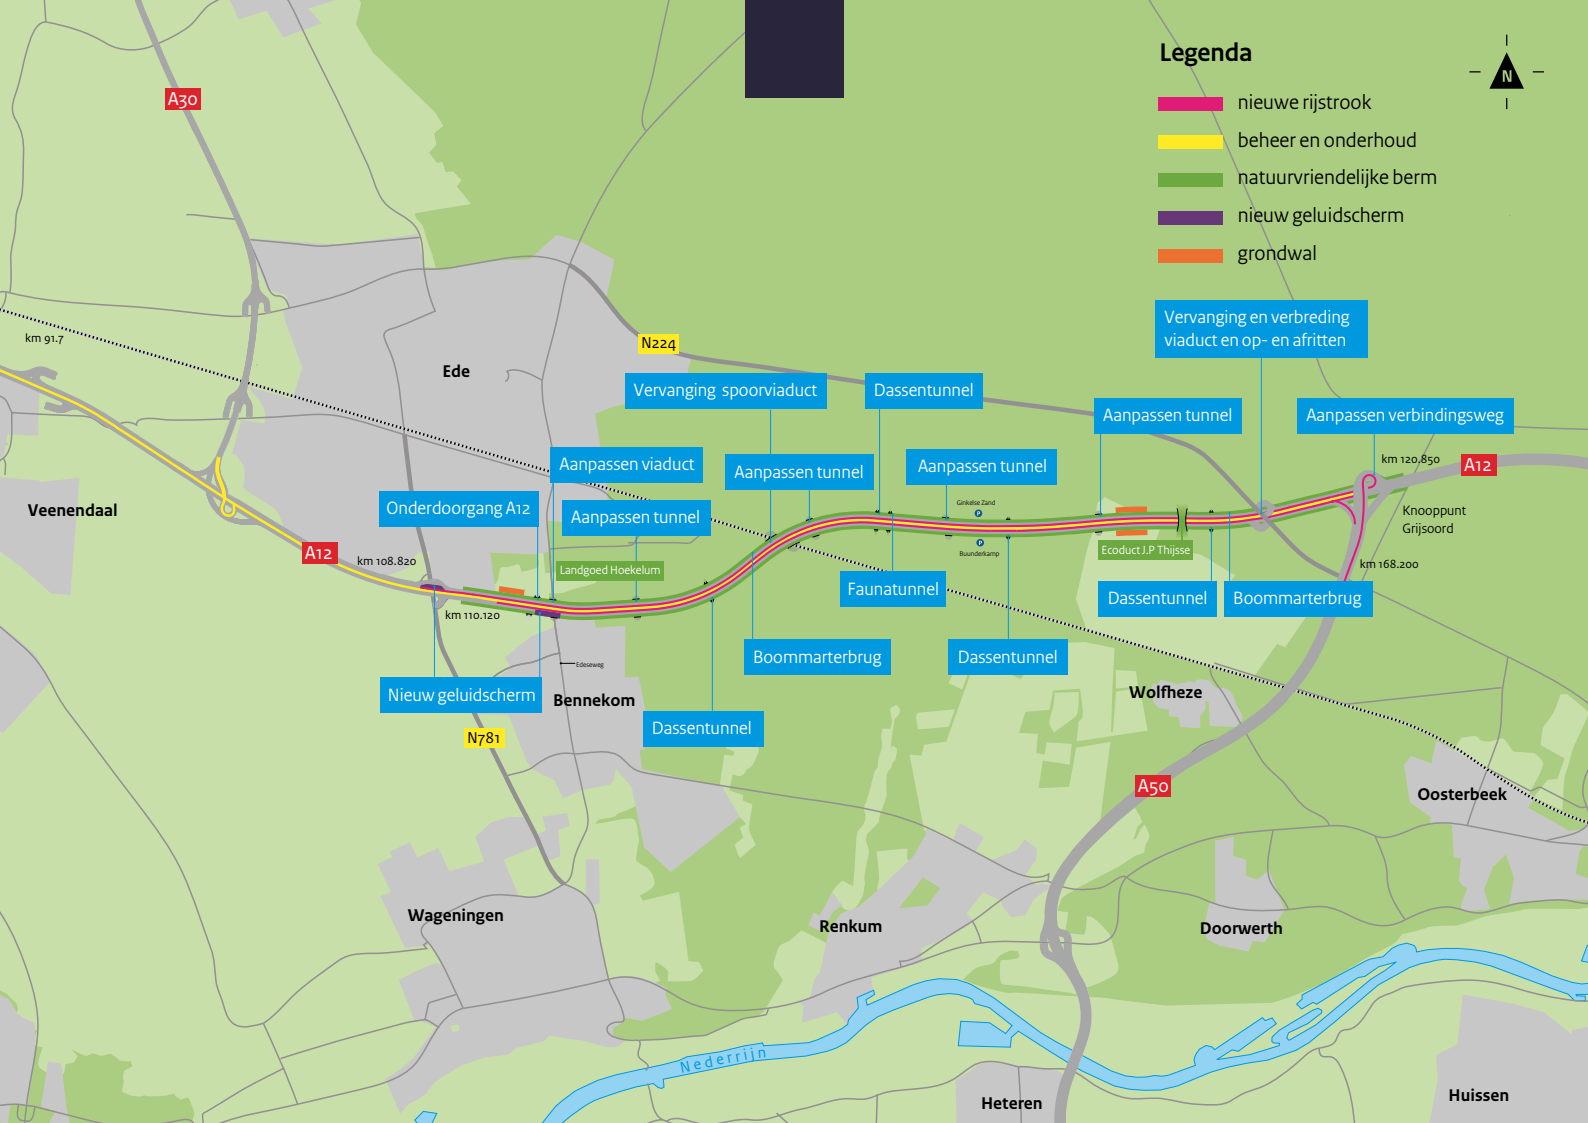 Legenda
N
nieuwe rijstrook
beheer en onderhoud
natuurvriendelijke berm
nieuw geluidscherm
grondwal
A30
km 91.7
N224
Ede
Vervanging en verbreding
viaduct en op- en afritten
Vervanging spoorviaduct
Dassentunnel
Aanpassen tunnel
Aanpassen verbindingsweg
Aanpassen viaduct
Aanpassen tunnel
Aanpassen tunnel
km 120.850
A12
Veenendaal
Onderdoorgang A12
Aanpassen tunnel
Ginkelse Zand
P
Knooppunt
Grijsoord
A12
km 108.820
P
Buunderkamp
Ecoduct J.P Thijsse
km 168.200
Landgoed Hoekelum
Faunatunnel
Dassentunnel
Boommarterbrug
km 110.120
Edeseweg
Boommarterbrug
Dassentunnel
Nieuw geluidscherm
Bennekom
Wolfheze
Dassentunnel
N781
A50
Oosterbeek
Wageningen
Renkum
Doorwerth
Nederrijn
Heteren
Huissen